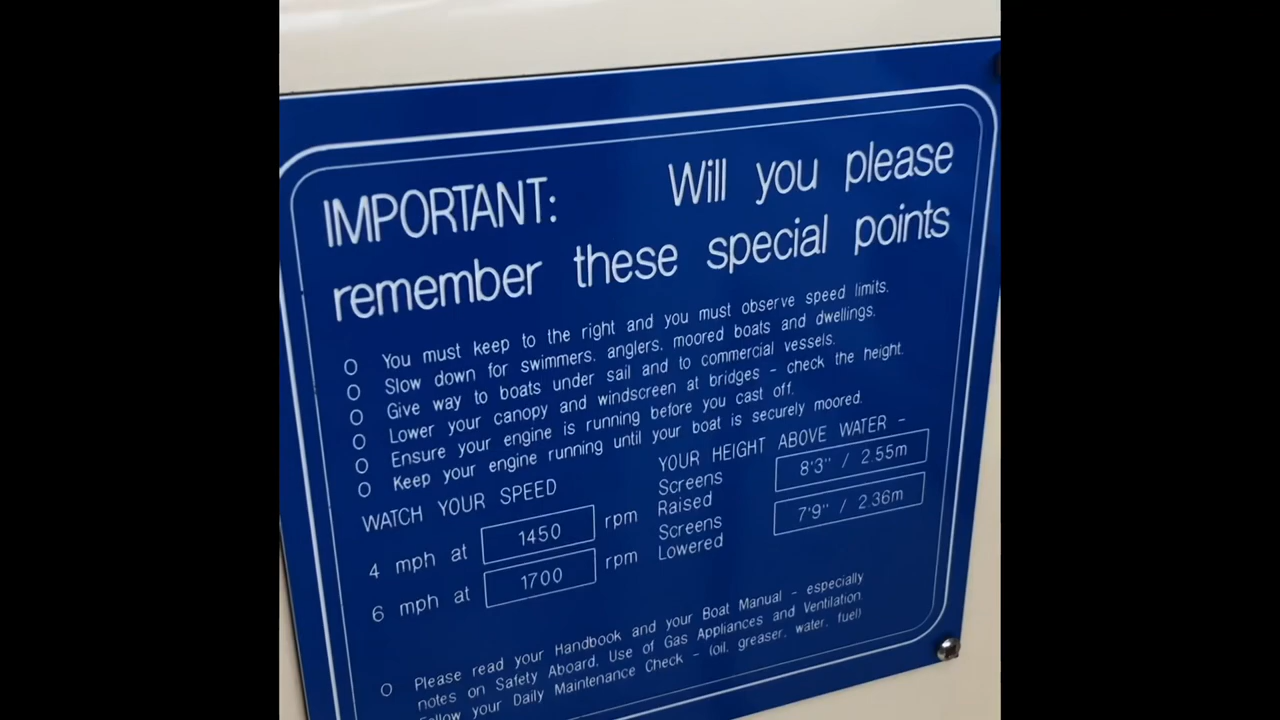 IMPORTANT: Will you please
remember these special points
O You must keep to the right and you must observe speed limits.
O Slow down for swimmers. anglers, moored boats and dwellings.
O Give way to boats under sail and to commercial vessels.
O Lower your canopy and windscreen at bridges - check the height.
O Ensure your engine is running before you cast off.
O Keep your engine running until your boat is securely moored.
WATCH YOUR SPEED
4 mph at 1450 rpm
6 mph at 1700 rpm
YOUR HEIGHT ABOVE WATER -
Screens
Raised 8'3" / 2.55m
Screens
Lowered 7'9" / 2.36m
O Please read your Handbook and your Boat Manual - especially
notes on Safety Aboard, Use of Gas Appliances and Ventilation.
Follow your Daily Maintenance Check - (oil, greaser, water, fuel)